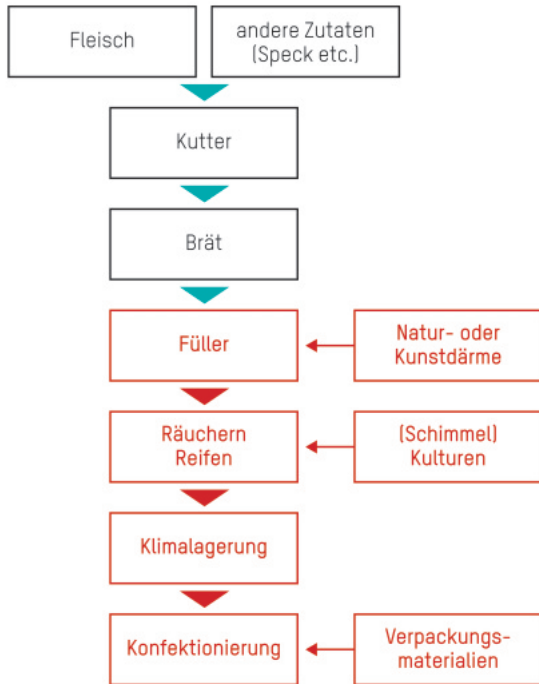 Fleisch
andere Zutaten
(Speck etc.)
Kutter
Brät
Füller
Natur- oder
Kunstdärme
Räuchern
Reifen
(Schimmel)
Kulturen
Klimalagerung
Konfektionierung
Verpackungs-
materialien